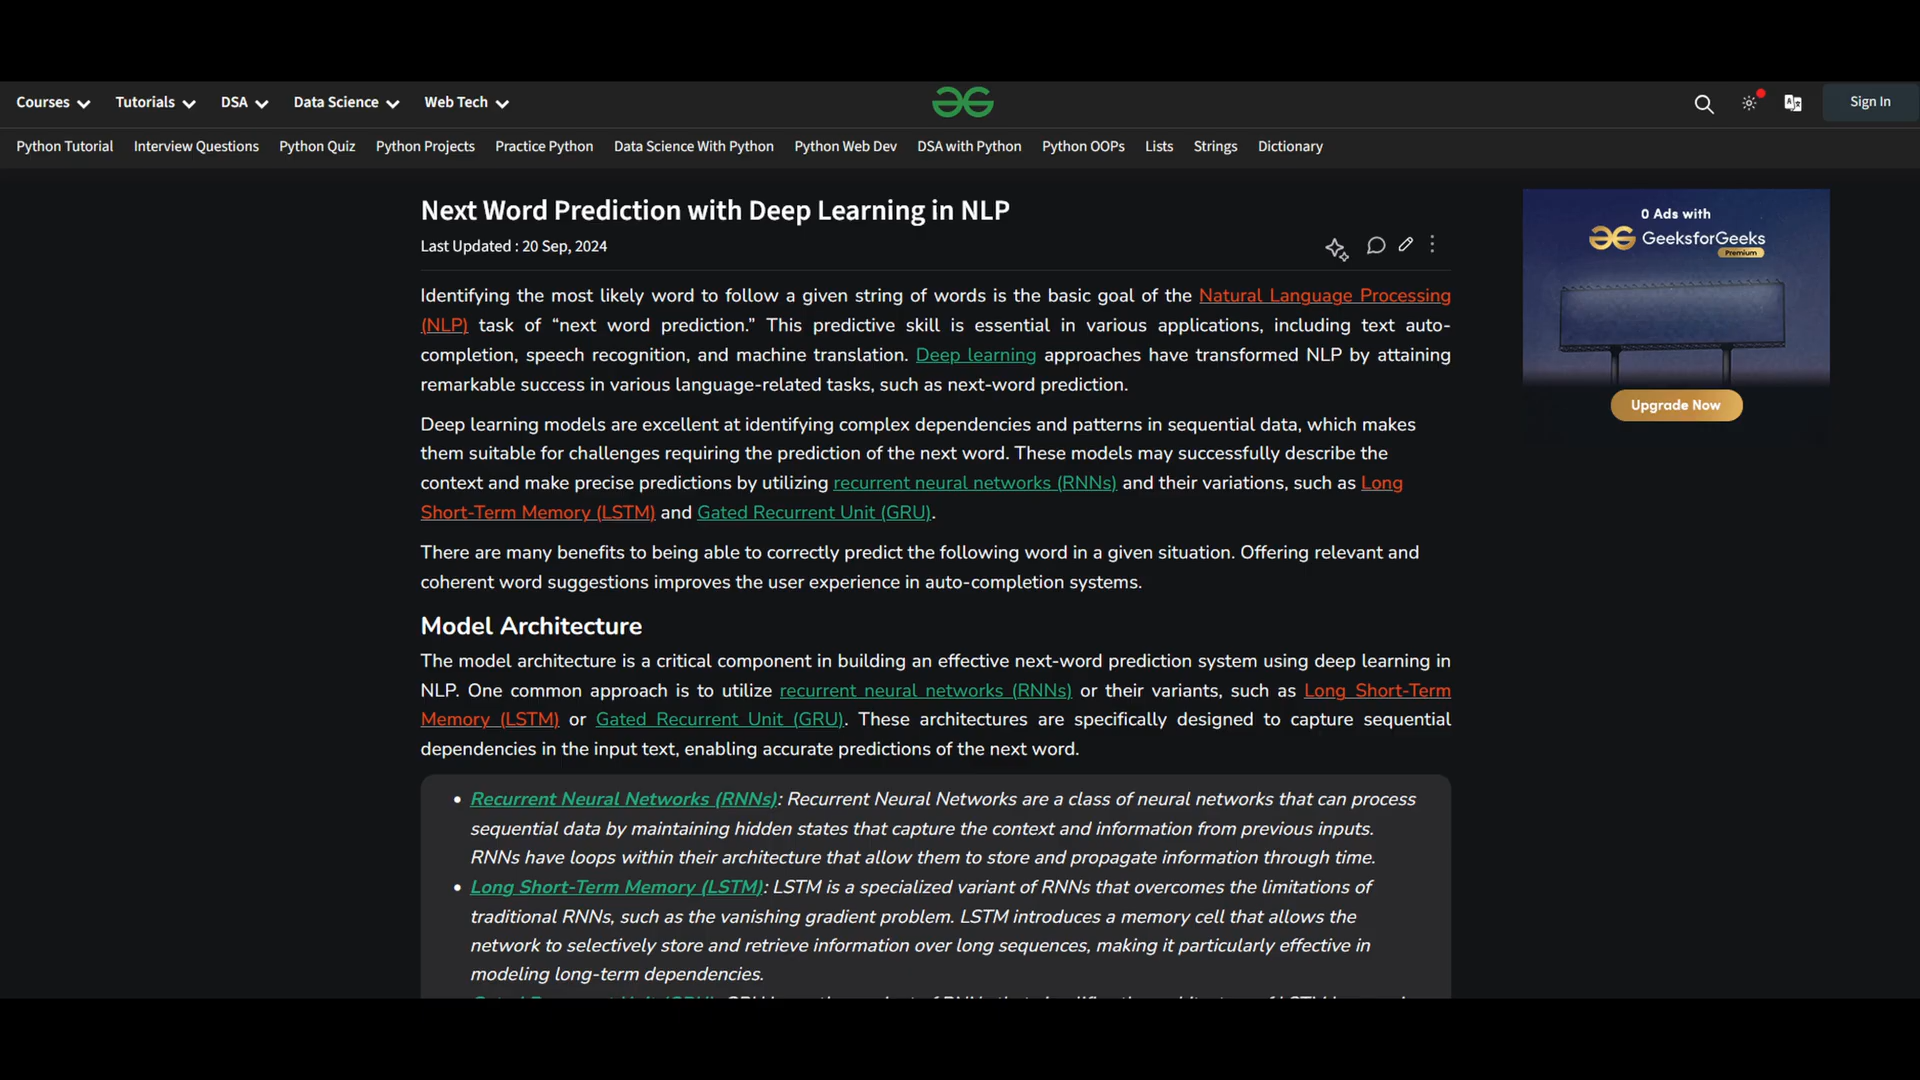 Courses
Tutorials
DSA
Data Science
Web Tech
Sign In
Python Tutorial
Interview Questions
Python Quiz
Python Projects
Practice Python
Data Science With Python
Python Web Dev
DSA with Python
Python OOPs
Lists
Strings
Dictionary
Next Word Prediction with Deep Learning in NLP
Last Updated : 20 Sep, 2024
Identifying the most likely word to follow a given string of words is the basic goal of the Natural Language Processing
(NLP) task of “next word prediction.” This predictive skill is essential in various applications, including text auto-
completion, speech recognition, and machine translation. Deep learning approaches have transformed NLP by attaining
remarkable success in various language-related tasks, such as next-word prediction.
Deep learning models are excellent at identifying complex dependencies and patterns in sequential data, which makes
them suitable for challenges requiring the prediction of the next word. These models may successfully describe the
context and make precise predictions by utilizing recurrent neural networks (RNNs) and their variations, such as Long
Short-Term Memory (LSTM) and Gated Recurrent Unit (GRU).
There are many benefits to being able to correctly predict the following word in a given situation. Offering relevant and
coherent word suggestions improves the user experience in auto-completion systems.
Model Architecture
The model architecture is a critical component in building an effective next-word prediction system using deep learning in
NLP. One common approach is to utilize recurrent neural networks (RNNs) or their variants, such as Long Short-Term
Memory (LSTM) or Gated Recurrent Unit (GRU). These architectures are specifically designed to capture sequential
dependencies in the input text, enabling accurate predictions of the next word.
• Recurrent Neural Networks (RNNs): Recurrent Neural Networks are a class of neural networks that can process
sequential data by maintaining hidden states that capture the context and information from previous inputs.
RNNs have loops within their architecture that allow them to store and propagate information through time.
• Long Short-Term Memory (LSTM): LSTM is a specialized variant of RNNs that overcomes the limitations of
traditional RNNs, such as the vanishing gradient problem. LSTM introduces a memory cell that allows the
network to selectively store and retrieve information over long sequences, making it particularly effective in
modeling long-term dependencies.
0 Ads with
GeeksforGeeks
Premium
Upgrade Now